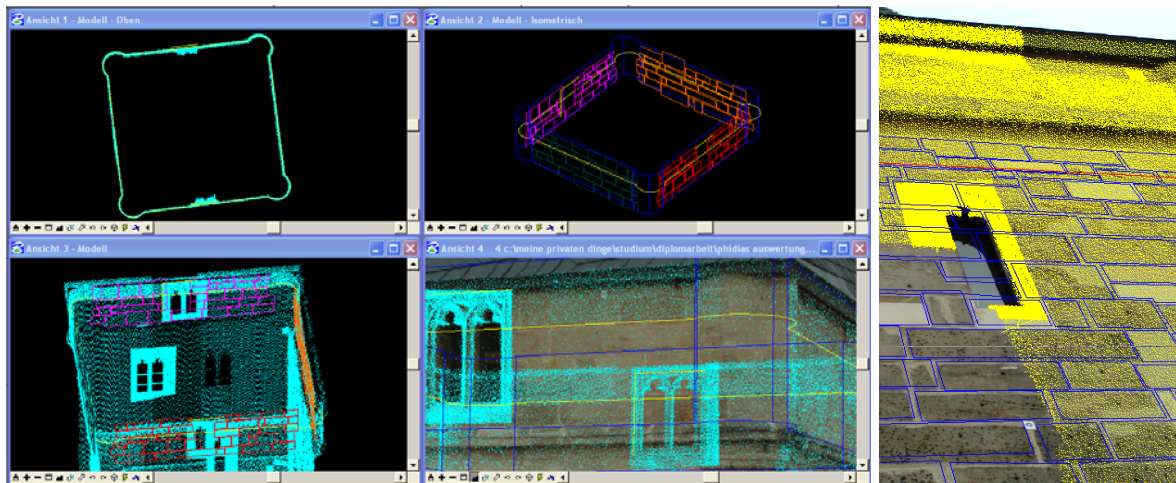 Ansicht 1 - Modell - Oben
Ansicht 2 - Modell - Isometrisch
Ansicht 3 - Modell
Ansicht 4 4 c:\meine privaten dinge\studium\diplomarbeit\phidias auswertung....